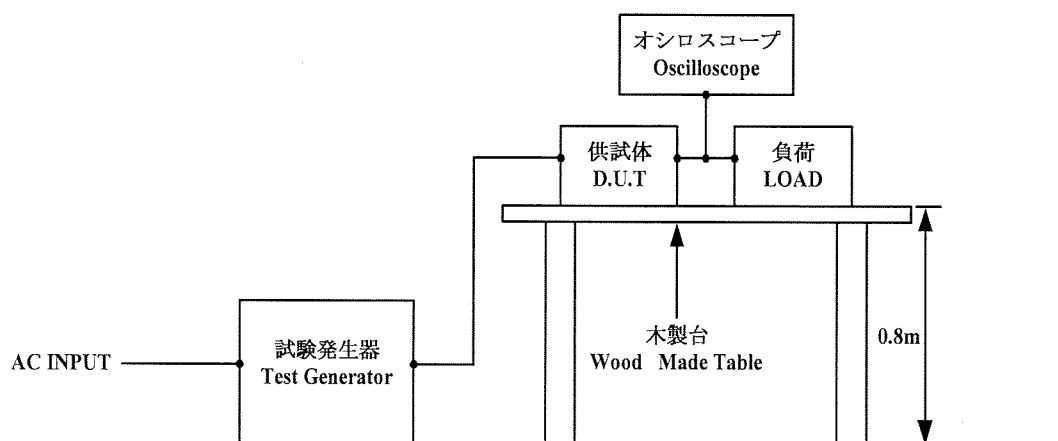 オシロスコープ
Oscilloscope
供試体
D.U.T
負荷
LOAD
AC INPUT
試験発生器
Test Generator
木製台
Wood Made Table
0.8m